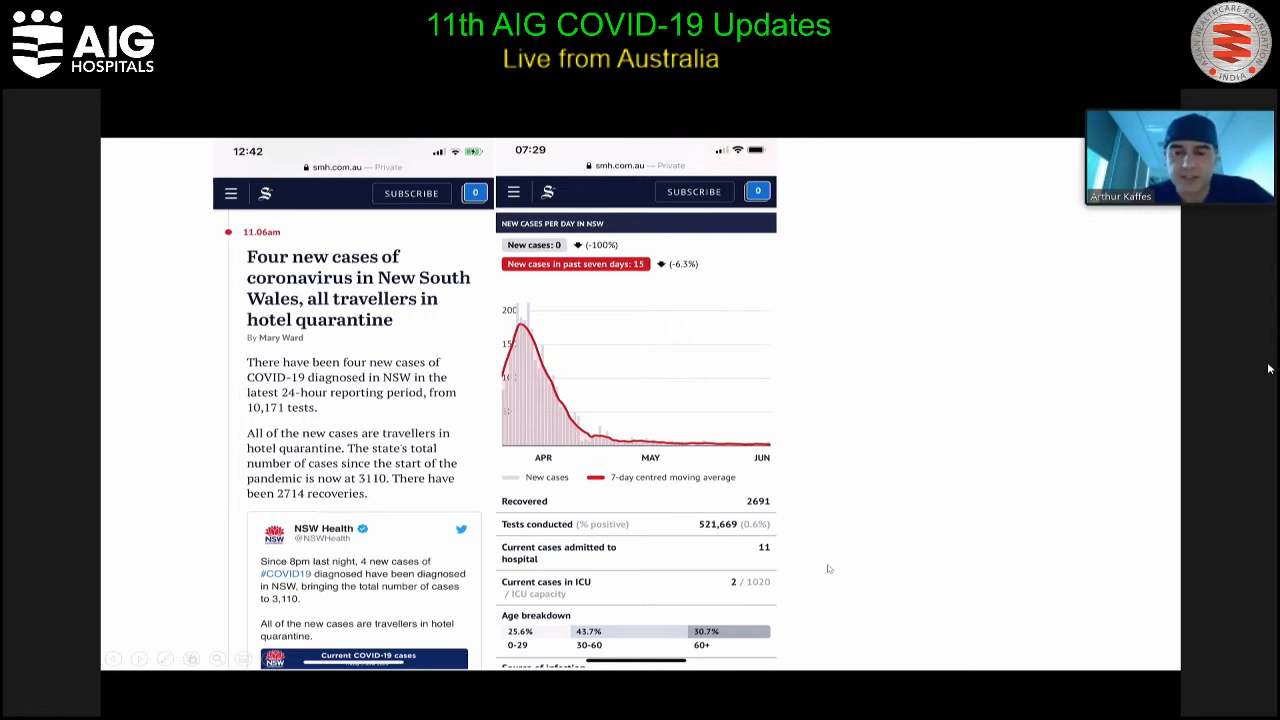 11th AIG COVID-19 Updates
Live from Australia
AIG
HOSPITALS
ASIAN HEALTHCARE FOUNDATION
INDIA
Arthur Kaffes
12:42
smh.com.au — Private
SUBSCRIBE
0
11.06am
Four new cases of
coronavirus in New South
Wales, all travellers in
hotel quarantine
By Mary Ward
There have been four new cases of
COVID-19 diagnosed in NSW in the
latest 24-hour reporting period, from
10,171 tests.
All of the new cases are travellers in
hotel quarantine. The state's total
number of cases since the start of the
pandemic is now at 3110. There have
been 2714 recoveries.
NSW Health
@NSWHealth
NSW
Since 8pm last night, 4 new cases of
#COVID19 diagnosed have been diagnosed
in NSW, bringing the total number of cases
to 3,110.
All of the new cases are travellers in hotel
quarantine.
NSW
Current COVID-19 cases
07:29
smh.com.au — Private
SUBSCRIBE
0
NEW CASES PER DAY IN NSW
New cases: 0 (-100%)
New cases in past seven days: 15 (-6.3%)
200
APR MAY JUN
New cases 7-day centred moving average
Recovered 2691
Tests conducted (% positive) 521,669 (0.6%)
Current cases admitted to
hospital 11
Current cases in ICU 2 / 1020
/ ICU capacity
Age breakdown
25.6% 43.7% 30.7%
0-29 30-60 60+
Source of infection